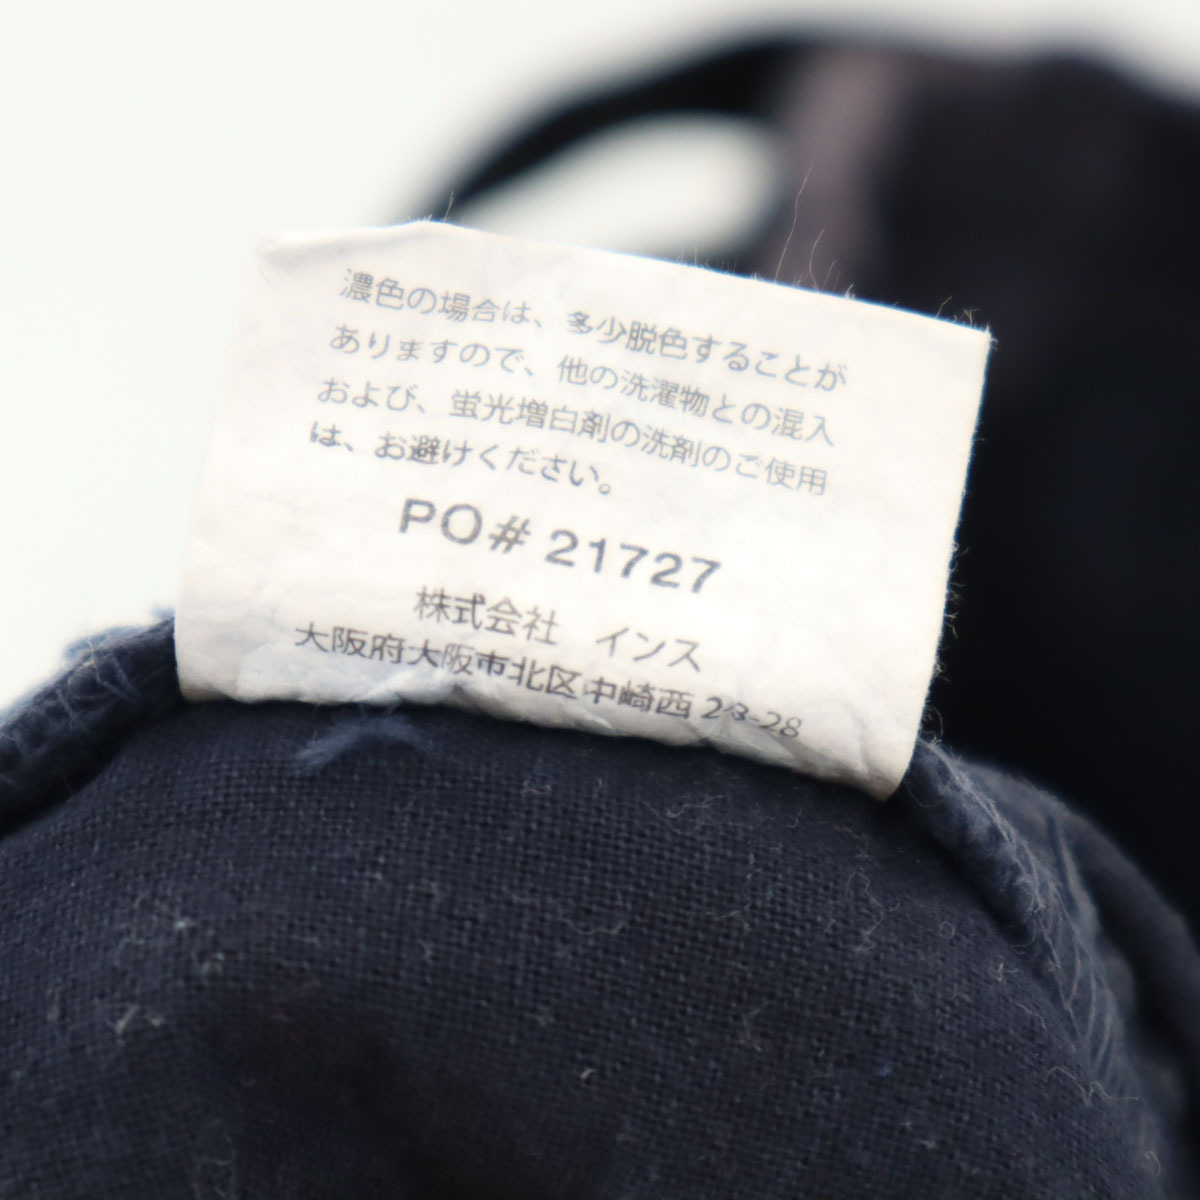 濃色の場合は、多少脱色することが
ありますので、他の洗濯物との混入
および、蛍光増白剤の洗剤のご使用
は、お避けください。
PO# 21727
株式会社 インス
大阪府大阪市北区中崎西 2-3-28